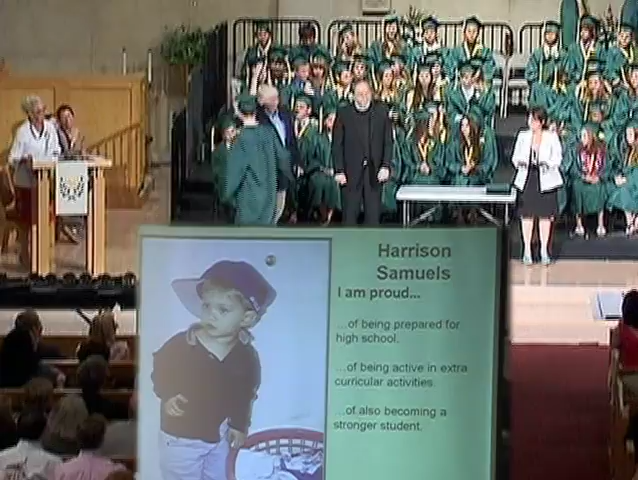 Harrison
Samuels
I am proud...
...of being prepared for
high school.
...of being active in extra
curricular activities.
...of also becoming a
stronger student.